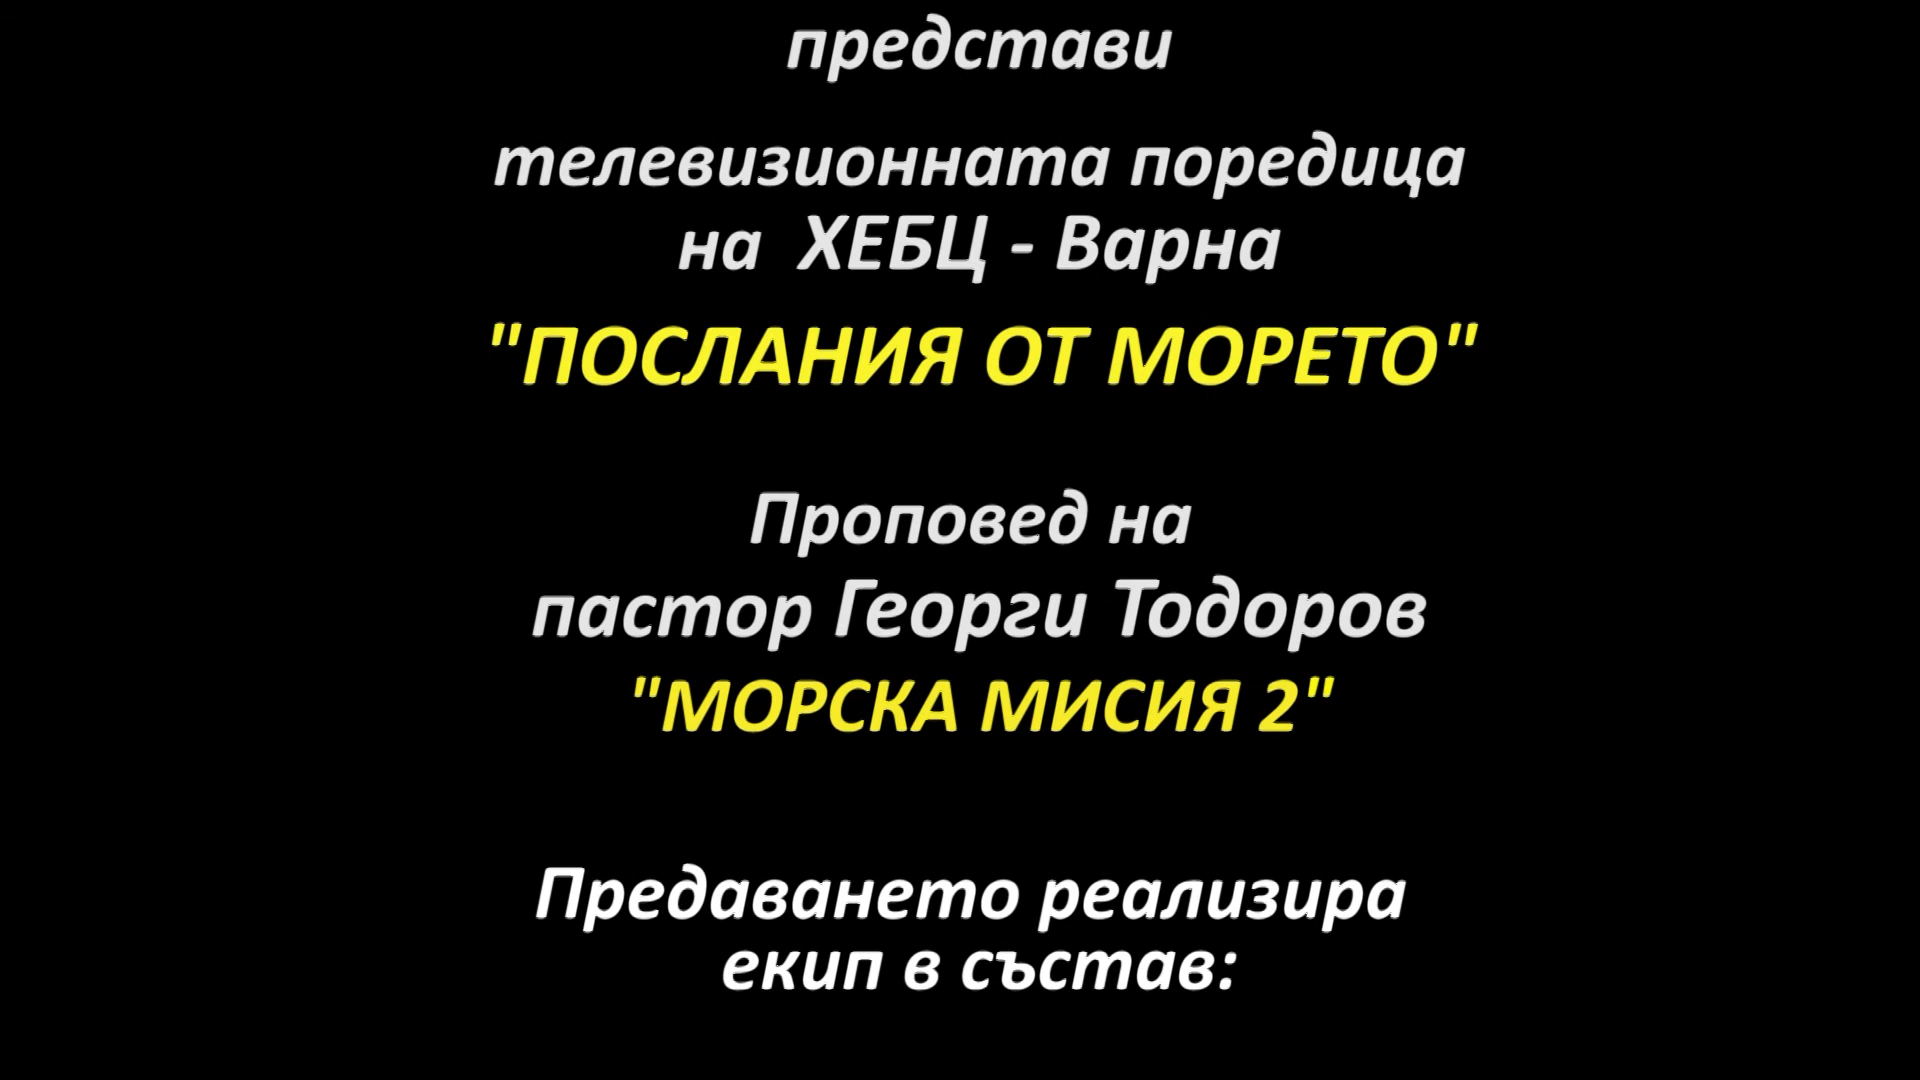 представи
телевизионната поредица
на ХЕБЦ - Варна
"ПОСЛАНИЯ ОТ МОРЕТО"
Проповед на
пастор Георги Тодоров
"МОРСКА МИСИЯ 2"
Предаването реализира
екип в състав: